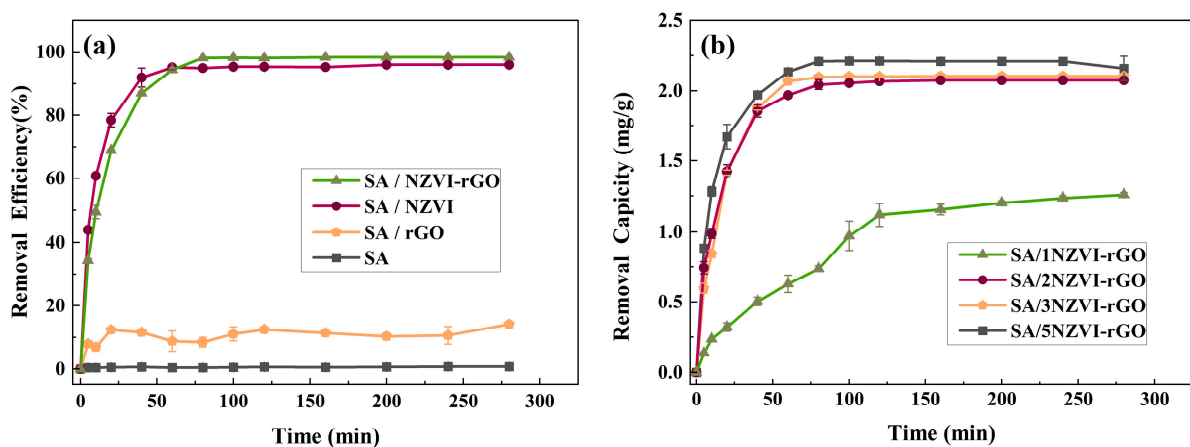 (a)
Removal Efficiency(%)
100
80
60
40
20
0
SA / NZVI-rGO
SA / NZVI
SA / rGO
SA
0 50 100 150 200 250 300
Time (min)
(b)
Removal Capicity (mg/g)
2.5
2.0
1.5
1.0
0.5
0.0
SA/1NZVI-rGO
SA/2NZVI-rGO
SA/3NZVI-rGO
SA/5NZVI-rGO
0 50 100 150 200 250 300
Time (min)